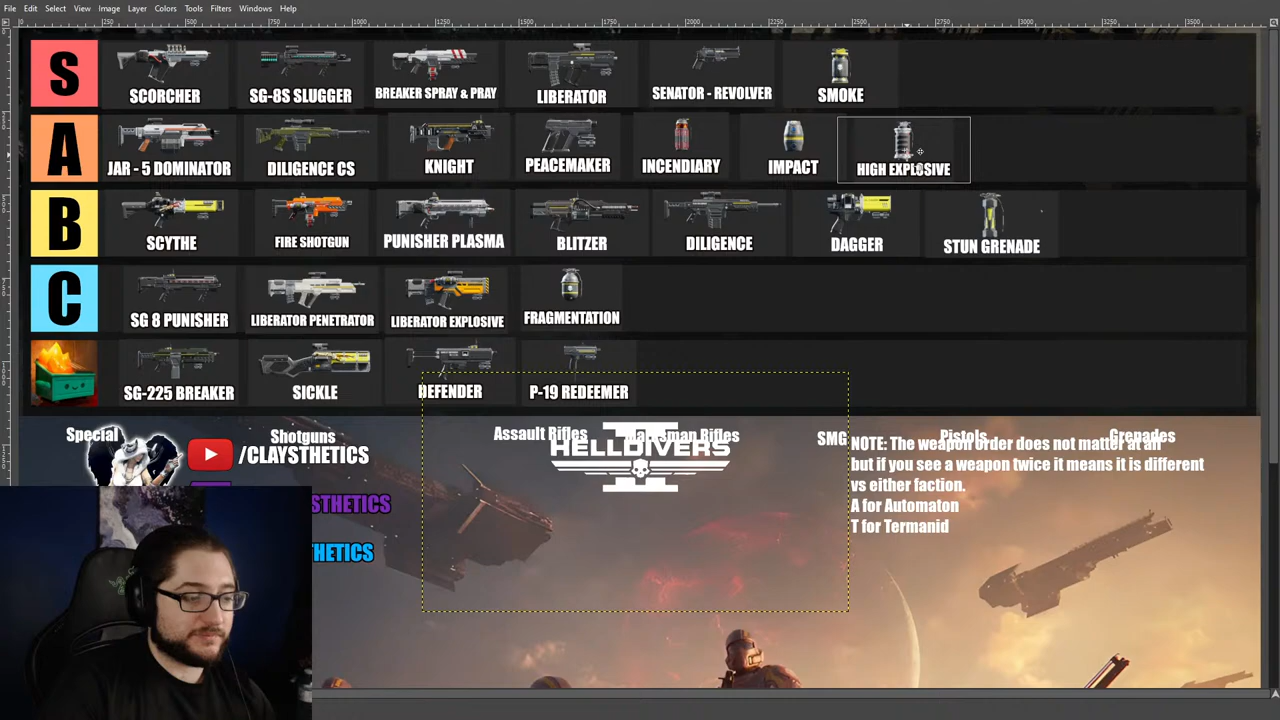 File Edit Select View Image Layer Colors Tools Filters Windows Help
S
SCORCHER
SG-8S SLUGGER
BREAKER SPRAY & PRAY
LIBERATOR
SENATOR - REVOLVER
SMOKE
A
JAR - 5 DOMINATOR
DILIGENCE CS
KNIGHT
PEACEMAKER
INCENDIARY
IMPACT
HIGH EXPLOSIVE
B
SCYTHE
FIRE SHOTGUN
PUNISHER PLASMA
BLITZER
DILIGENCE
DAGGER
STUN GRENADE
C
SG 8 PUNISHER
LIBERATOR PENETRATOR
LIBERATOR EXPLOSIVE
FRAGMENTATION
SG-225 BREAKER
SICKLE
DEFENDER
P-19 REDEEMER
Special
Shotguns
Assault Rifles
Marksman Rifles
SMG
Pistols
Grenades
/CLAYSTHETICS
STHETICS
HETICS
HELLDIVERS
II
NOTE: The weapon order does not matter at all
but if you see a weapon twice it means it is different
vs either faction.
A for Automaton
T for Termanid